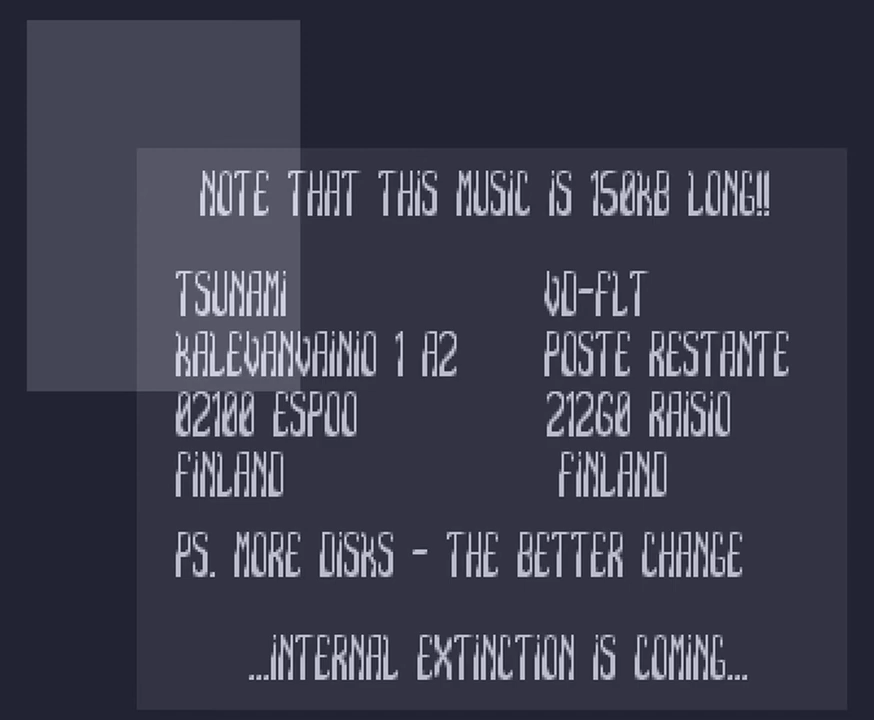 NOTE THAT THiS MUSiC iS 150kB LONG!!
TSUNAMi
kALEVANVAiNiO 1 A2
02100 ESPOO
FiNLAND
VD-FLT
POSTE RESTANTE
21260 RAiSiO
FiNLAND
PS. MORE DiSkS - THE BETTER CHANGE
...iNTERNAL EXTiNCTiON iS COMiNG...